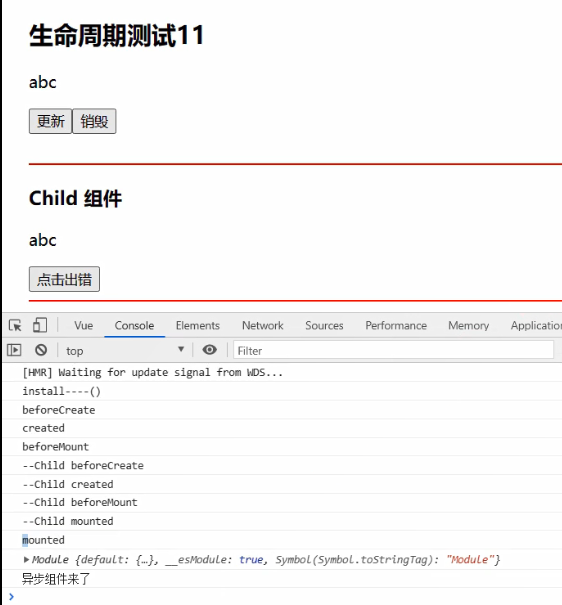 生命周期测试11
abc
更新 销毁
Child 组件
abc
点击出错
Vue Console Elements Network Sources Performance Memory Application
top Filter
[HMR] Waiting for update signal from WDS...
install----()
beforeCreate
created
beforeMount
--Child beforeCreate
--Child created
--Child beforeMount
--Child mounted
mounted
Module {default: {…}, __esModule: true, Symbol(Symbol.toStringTag): "Module"}
异步组件来了